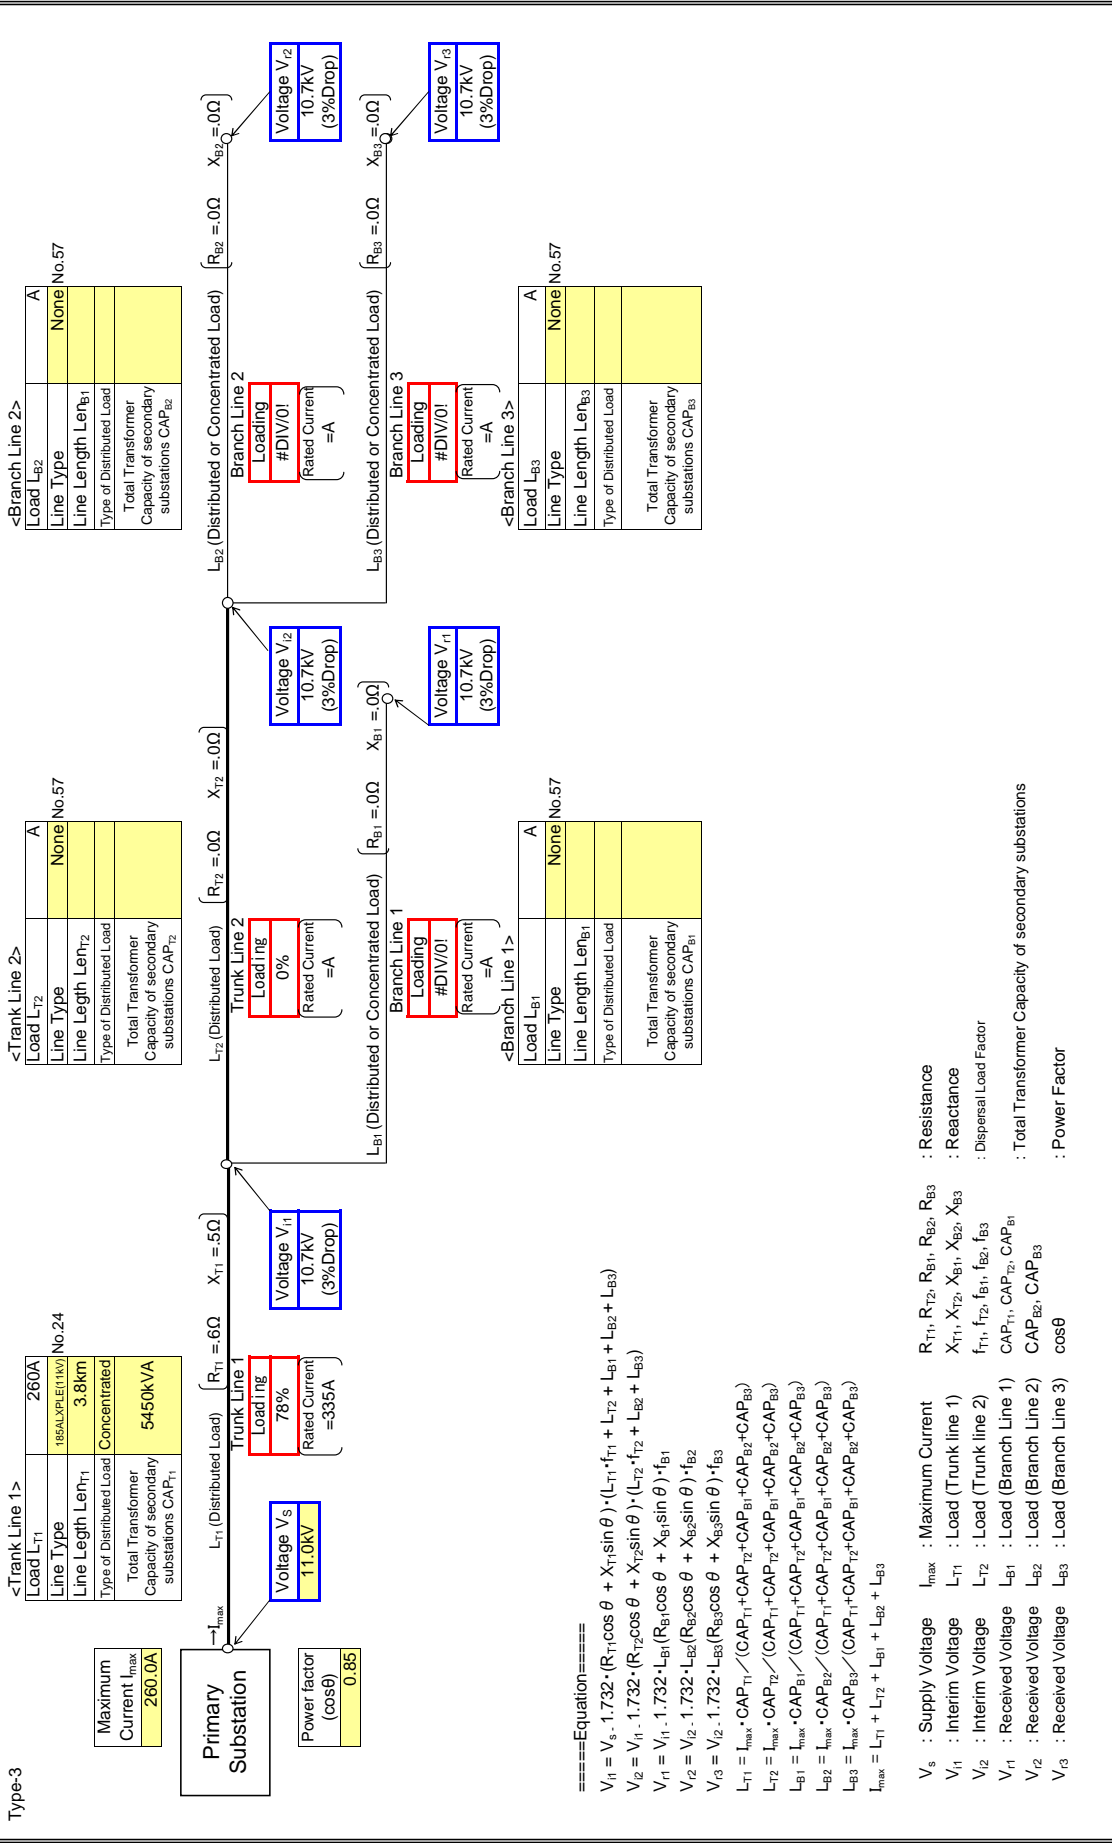 Type-3
Maximum
Current Imax
260.0A
Primary
Substation
Power factor
(cosθ)
0.85
→Imax
Voltage VS
11.0kV
<Trank Line 1>
Load LT1 260A
Line Type 185ALXPLE(11kV) No.24
Line Legth LenT1 3.8km
Type of Distributed Load Concentrated
Total Transformer
Capacity of secondary
substations CAPT1
5450kVA
LT1 (Distributed Load) RT1 =.6Ω XT1 =.5Ω
Trunk Line 1
Loading
78%
Rated Current
=335A
Voltage Vi1
10.7kV
(3%Drop)
<Trank Line 2>
Load LT2 A
Line Type None No.57
Line Length LenT2
Type of Distributed Load
Total Transformer
Capacity of secondary
substations CAPT2
LT2 (Distributed Load) RT2 =.0Ω XT2 =.0Ω
Trunk Line 2
Loading
0%
Rated Current
=A
Voltage Vi2
10.7kV
(3%Drop)
LB1 (Distributed or Concentrated Load) RB1 =.0Ω XB1 =.0Ω
Branch Line 1
Loading
#DIV/0!
Rated Current
=A
Voltage Vr1
10.7kV
(3%Drop)
<Branch Line 1>
Load LB1 A
Line Type None No.57
Line Length LenB1
Type of Distributed Load
Total Transformer
Capacity of secondary
substations CAPB1
<Branch Line 2>
Load LB2 A
Line Type None No.57
Line Length LenB1
Type of Distributed Load
Total Transformer
Capacity of secondary
substations CAPB2
LB2 (Distributed or Concentrated Load) RB2 =.0Ω XB2 =.0Ω
Branch Line 2
Loading
#DIV/0!
Rated Current
=A
Voltage Vr2
10.7kV
(3%Drop)
LB3 (Distributed or Concentrated Load) RB3 =.0Ω XB3 =.0Ω
Branch Line 3
Loading
#DIV/0!
Rated Current
=A
Voltage Vr3
10.7kV
(3%Drop)
<Branch Line 3>
Load LB3 A
Line Type None No.57
Line Length LenB3
Type of Distributed Load
Total Transformer
Capacity of secondary
substations CAPB3
=====Equation=====
Vi1 = Vs - 1.732・(RT1cos θ + XT1sin θ)・(LT1・fT1 + LT2 + LB1 + LB2 + LB3)
Vi2 = Vi1 - 1.732・(RT2cos θ + XT2sin θ)・(LT2・fT2 + LB2 + LB3)
Vr1 = Vi1 - 1.732・LB1(RB1cos θ + XB1sin θ)・fB1
Vr2 = Vi2 - 1.732・LB2(RB2cos θ + XB2sin θ)・fB2
Vr3 = Vi2 - 1.732・LB3(RB3cos θ + XB3sin θ)・fB3
LT1 = Imax・CAPT1／(CAPT1+CAPT2+CAPB1+CAPB2+CAPB3)
LT2 = Imax・CAPT2／(CAPT1+CAPT2+CAPB1+CAPB2+CAPB3)
LB1 = Imax・CAPB1／(CAPT1+CAPT2+CAPB1+CAPB2+CAPB3)
LB2 = Imax・CAPB2／(CAPT1+CAPT2+CAPB1+CAPB2+CAPB3)
LB3 = Imax・CAPB3／(CAPT1+CAPT2+CAPB1+CAPB2+CAPB3)
Imax = LT1 + LT2 + LB1 + LB2 + LB3
Vs : Supply Voltage Imax : Maximum Current RT1, RT2, RB1, RB2, RB3 : Resistance
Vi1 : Interim Voltage LT1 : Load (Trunk line 1) XT1, XT2, XB1, XB2, XB3 : Reactance
Vi2 : Interim Voltage LT2 : Load (Trunk line 2) fT1, fT2, fB1, fB2, fB3 : Dispersal Load Factor
Vr1 : Received Voltage LB1 : Load (Branch Line 1) CAPT1, CAPT2, CAPB1 : Total Transformer Capacity of secondary substations
Vr2 : Received Voltage LB2 : Load (Branch Line 2) CAPB2, CAPB3
Vr3 : Received Voltage LB3 : Load (Branch Line 3) cosθ : Power Factor